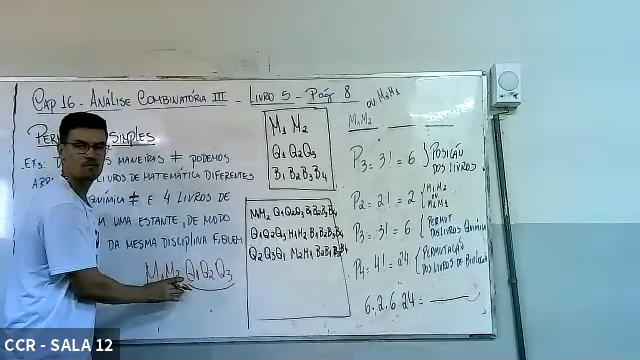 CAP 16 - ANÁLISE COMBINATÓRIA III - LIVRO 5 - PÁG 8
PER SIMPLES
EX3: MANEIRAS ≠ PODEMOS
LIVROS DE MATEMÁTICA DIFERENTES
QUÍMICA ≠ E 4 LIVROS DE
UMA ESTANTE, DE MODO
DA MESMA DISCIPLINA FIQUEM
M1M2 Q1Q2Q3
M1 M2
Q1 Q2 Q3
B1 B2 B3 B4
M1M2 Q1Q2Q3 B1B2B3B4
Q1Q2Q3 M1M2 B1B2B3B4
Q2Q3Q1 M2M1 B2B1B3B4
M1M2 OU M2M1
P3 = 3! = 6 } POSIÇÃO DOS LIVROS
P2 = 2! = 2 { M1M2 OU M2M1
P3 = 3! = 6 { PERMUT. DOS LIVROS QUÍMICA
P4 = 4! = 24 { PERMUTAÇÃO DOS LIVROS DE BIOLOGIA
6.2.6.24 =
CCR - SALA 12